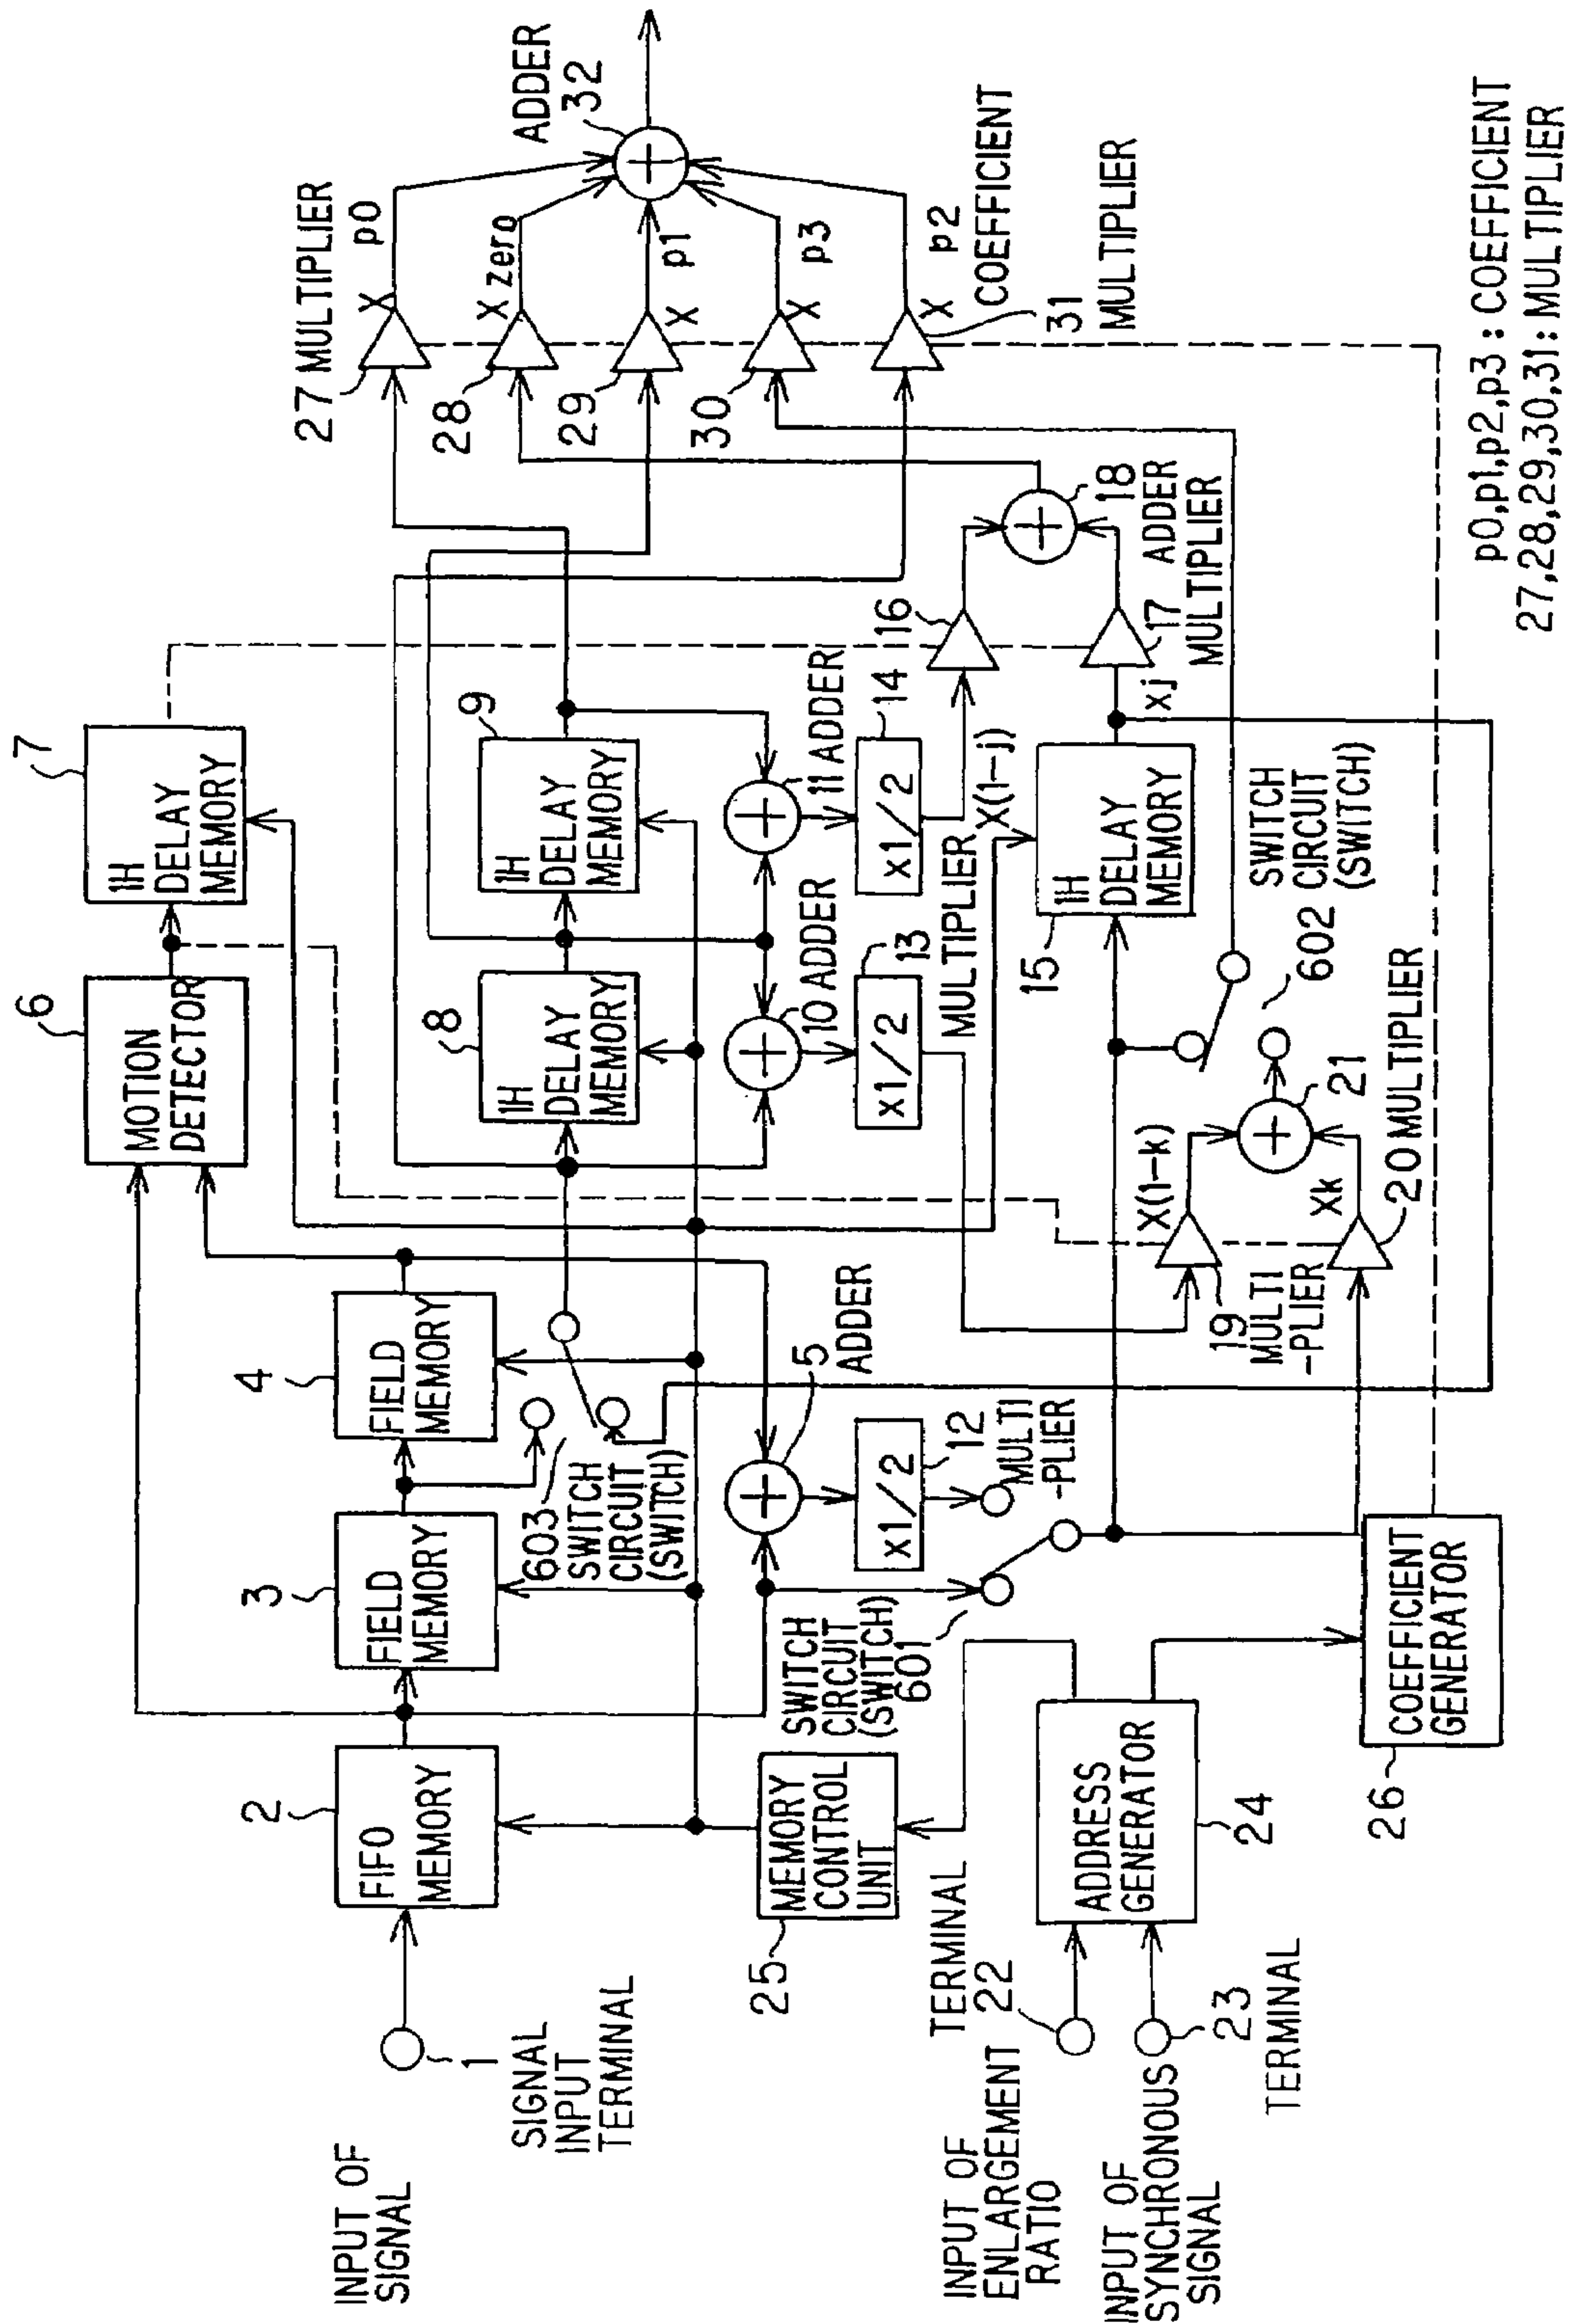 INPUT OF
SIGNAL
1
SIGNAL
INPUT
TERMINAL
2
FIFO
MEMORY
3
FIELD
MEMORY
4
FIELD
MEMORY
6
MOTION
DETECTOR
7
1H
DELAY
MEMORY
603
SWITCH
CIRCUIT
(SWITCH)
8
1H
DELAY
MEMORY
9
1H
DELAY
MEMORY
5
ADDER
10 ADDER
11 ADDER
x1/2
12
MULTI
-PLIER
x1/2
13
MULTIPLIER
x1/2
14
X(1-j)
SWITCH
CIRCUIT
(SWITCH)
601
25
MEMORY
CONTROL
UNIT
15
1H
DELAY
MEMORY
xj
16
17
MULTIPLIER
18
ADDER
INPUT OF
ENLARGEMENT
RATIO
TERMINAL
22
INPUT OF
SYNCHRONOUS
SIGNAL
23
TERMINAL
ADDRESS
GENERATOR
24
26
COEFFICIENT
GENERATOR
19
MULTI
-PLIER
X(1-k)
Xk
20 MULTIPLIER
21
602
SWITCH
CIRCUIT
(SWITCH)
27 MULTIPLIER
X
p0
28
X
zero
29
X
p1
30
X
p3
X
p2
COEFFICIENT
31
MULTIPLIER
ADDER
32
p0,p1,p2,p3 : COEFFICIENT
27,28,29,30,31: MULTIPLIER